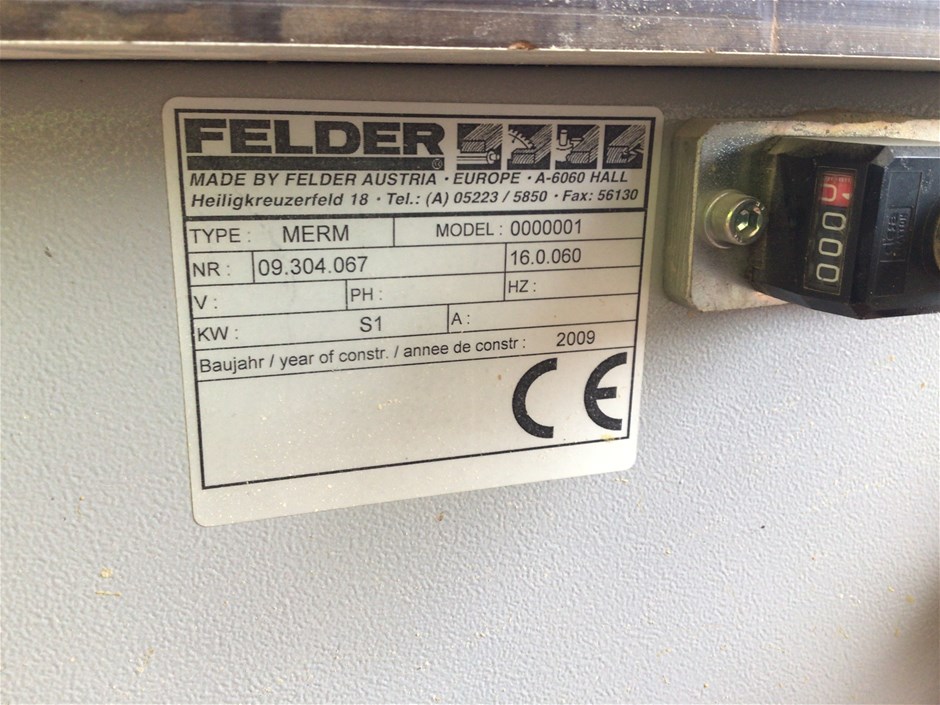 FELDER
MADE BY FELDER AUSTRIA · EUROPE · A-6060 HALL
Heiligkreuzerfeld 18 · Tel.: (A) 05223 / 5850 · Fax: 56130
TYPE : MERM MODEL : 0000001
NR : 09.304.067 16.0.060
V : PH : HZ :
KW : S1 A :
Baujahr / year of constr. / annee de constr : 2009
CE
000